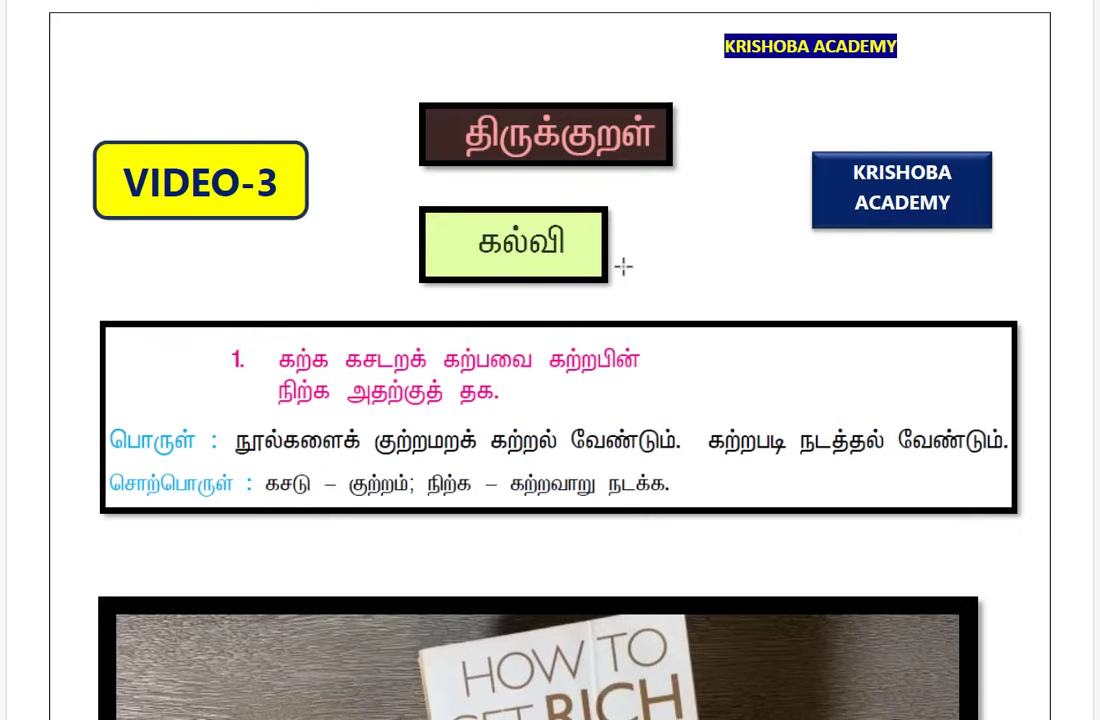 KRISHOBA ACADEMY
திருக்குறள்
VIDEO-3
KRISHOBA
ACADEMY
கல்வி
1. கற்க கசடறக் கற்பவை கற்றபின்
நிற்க அதற்குத் தக.
பொருள் : நூல்களைக் குற்றமறக் கற்றல் வேண்டும். கற்றபடி நடத்தல் வேண்டும்.
சொற்பொருள் : கசடு – குற்றம்; நிற்க – கற்றவாறு நடக்க.
HOW TO
GET RICH